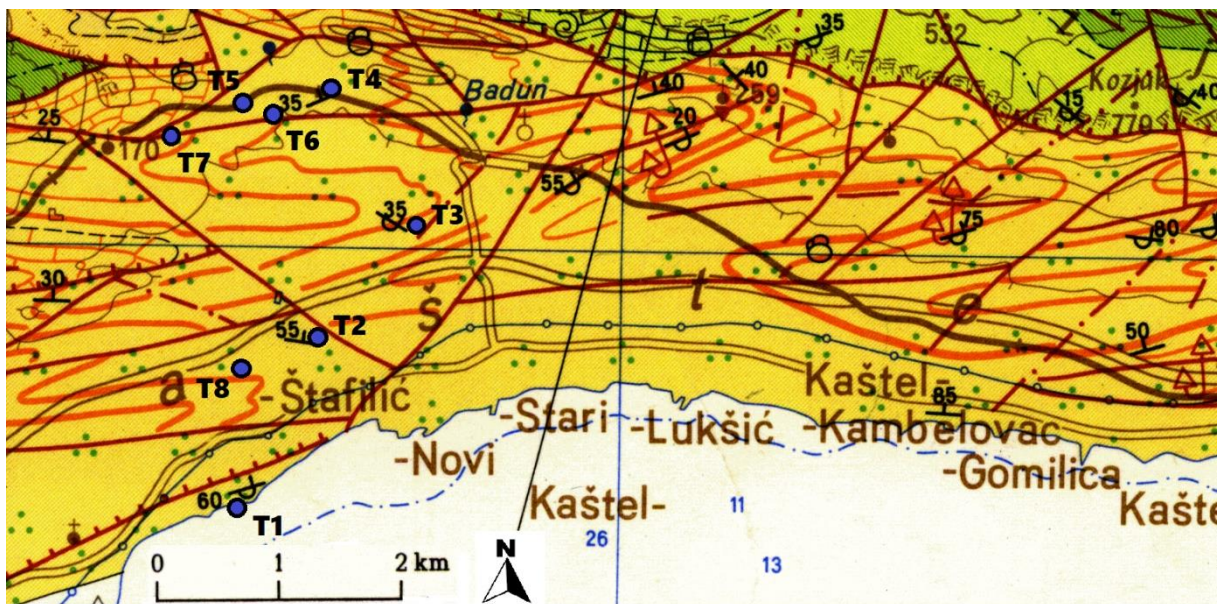 35
532
Kozjak
40
40
T5
T4
35
Badun
259
15
40
25
20
779
170
T6
T7
55
35
T3
75
80
30
š
t
e
55
T2
50
a
T8
-Štafilić
Kaštel-
85
-Stari
-Lukšić
-Kambelovac
-Novi
-Gomilica
60
T1
Kaštel-
11
Kašte
26
13
N
0 1 2 km